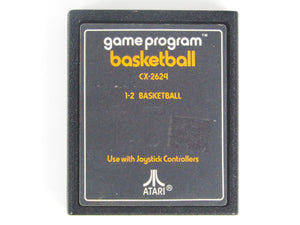 game program™
basketball
CX-2624
1-2 BASKETBALL
Use with Joystick Controllers
ATARI®